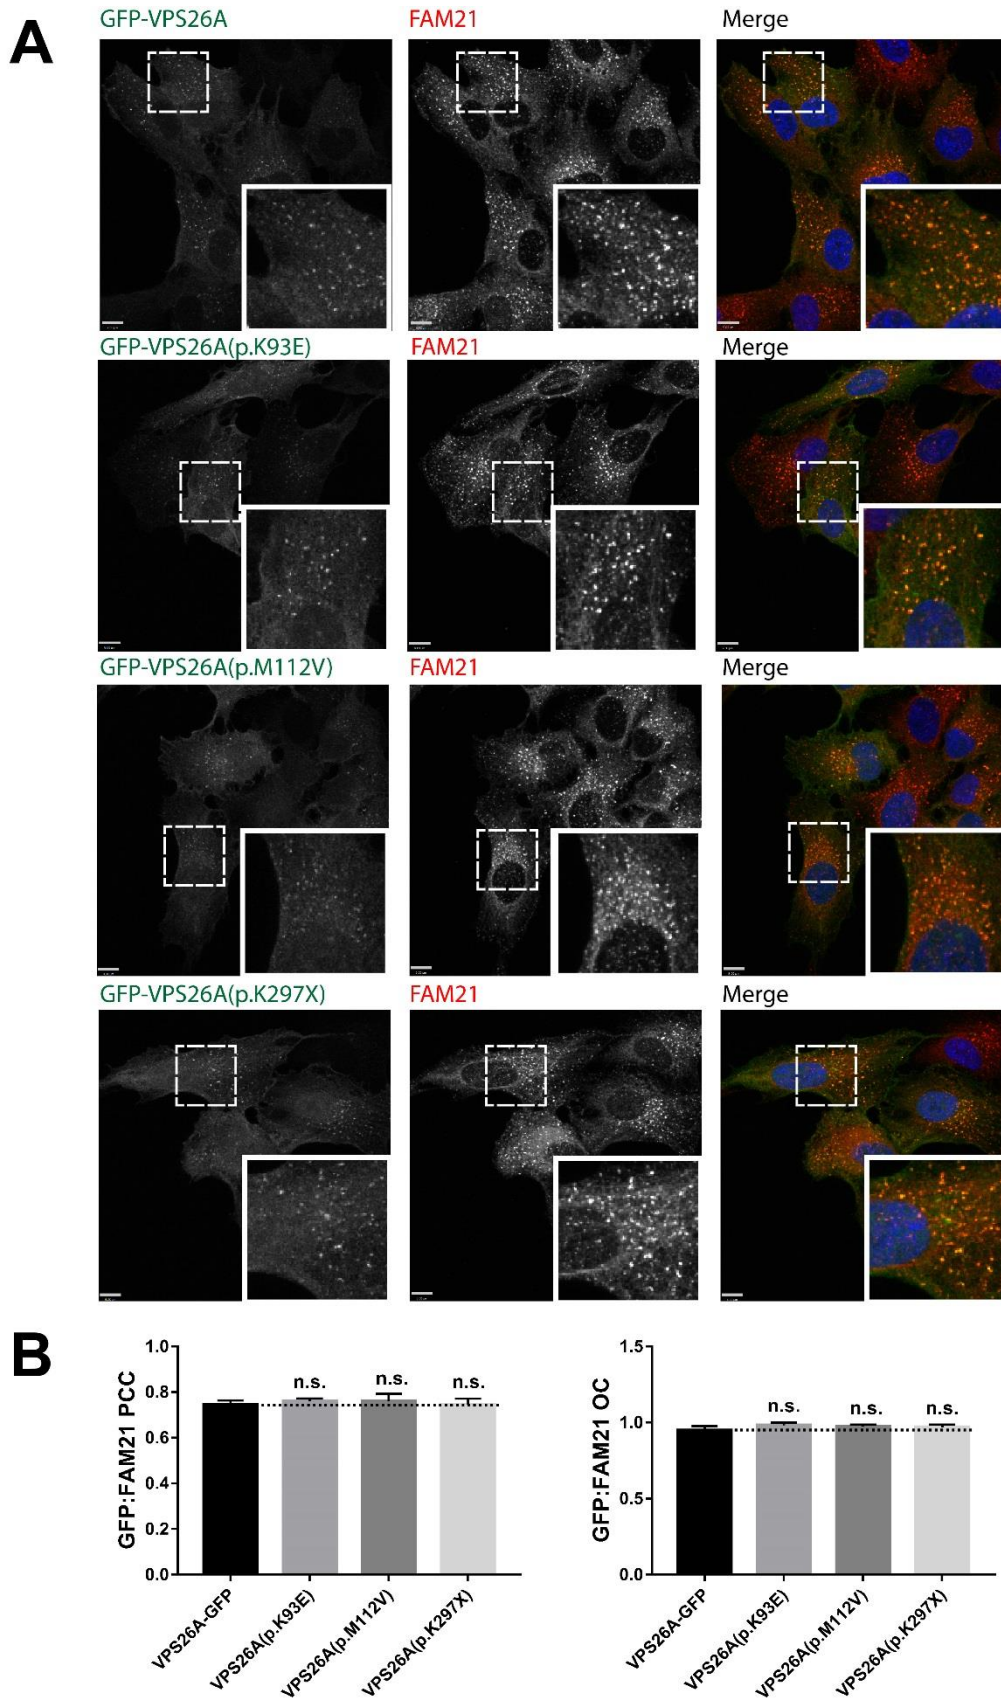 A
GFP-VPS26A FAM21 Merge
GFP-VPS26A(p.K93E) FAM21 Merge
GFP-VPS26A(p.M112V) FAM21 Merge
GFP-VPS26A(p.K297X) FAM21 Merge
B
GFP:FAM21 PCC
1.0
0.8
0.6
0.4
0.2
0.0
n.s. n.s. n.s.
VPS26A-GFP
VPS26A(p.K93E)
VPS26A(p.M112V)
VPS26A(p.K297X)
GFP:FAM21 OC
1.5
1.0
0.5
0.0
n.s. n.s. n.s.
VPS26A-GFP
VPS26A(p.K93E)
VPS26A(p.M112V)
VPS26A(p.K297X)